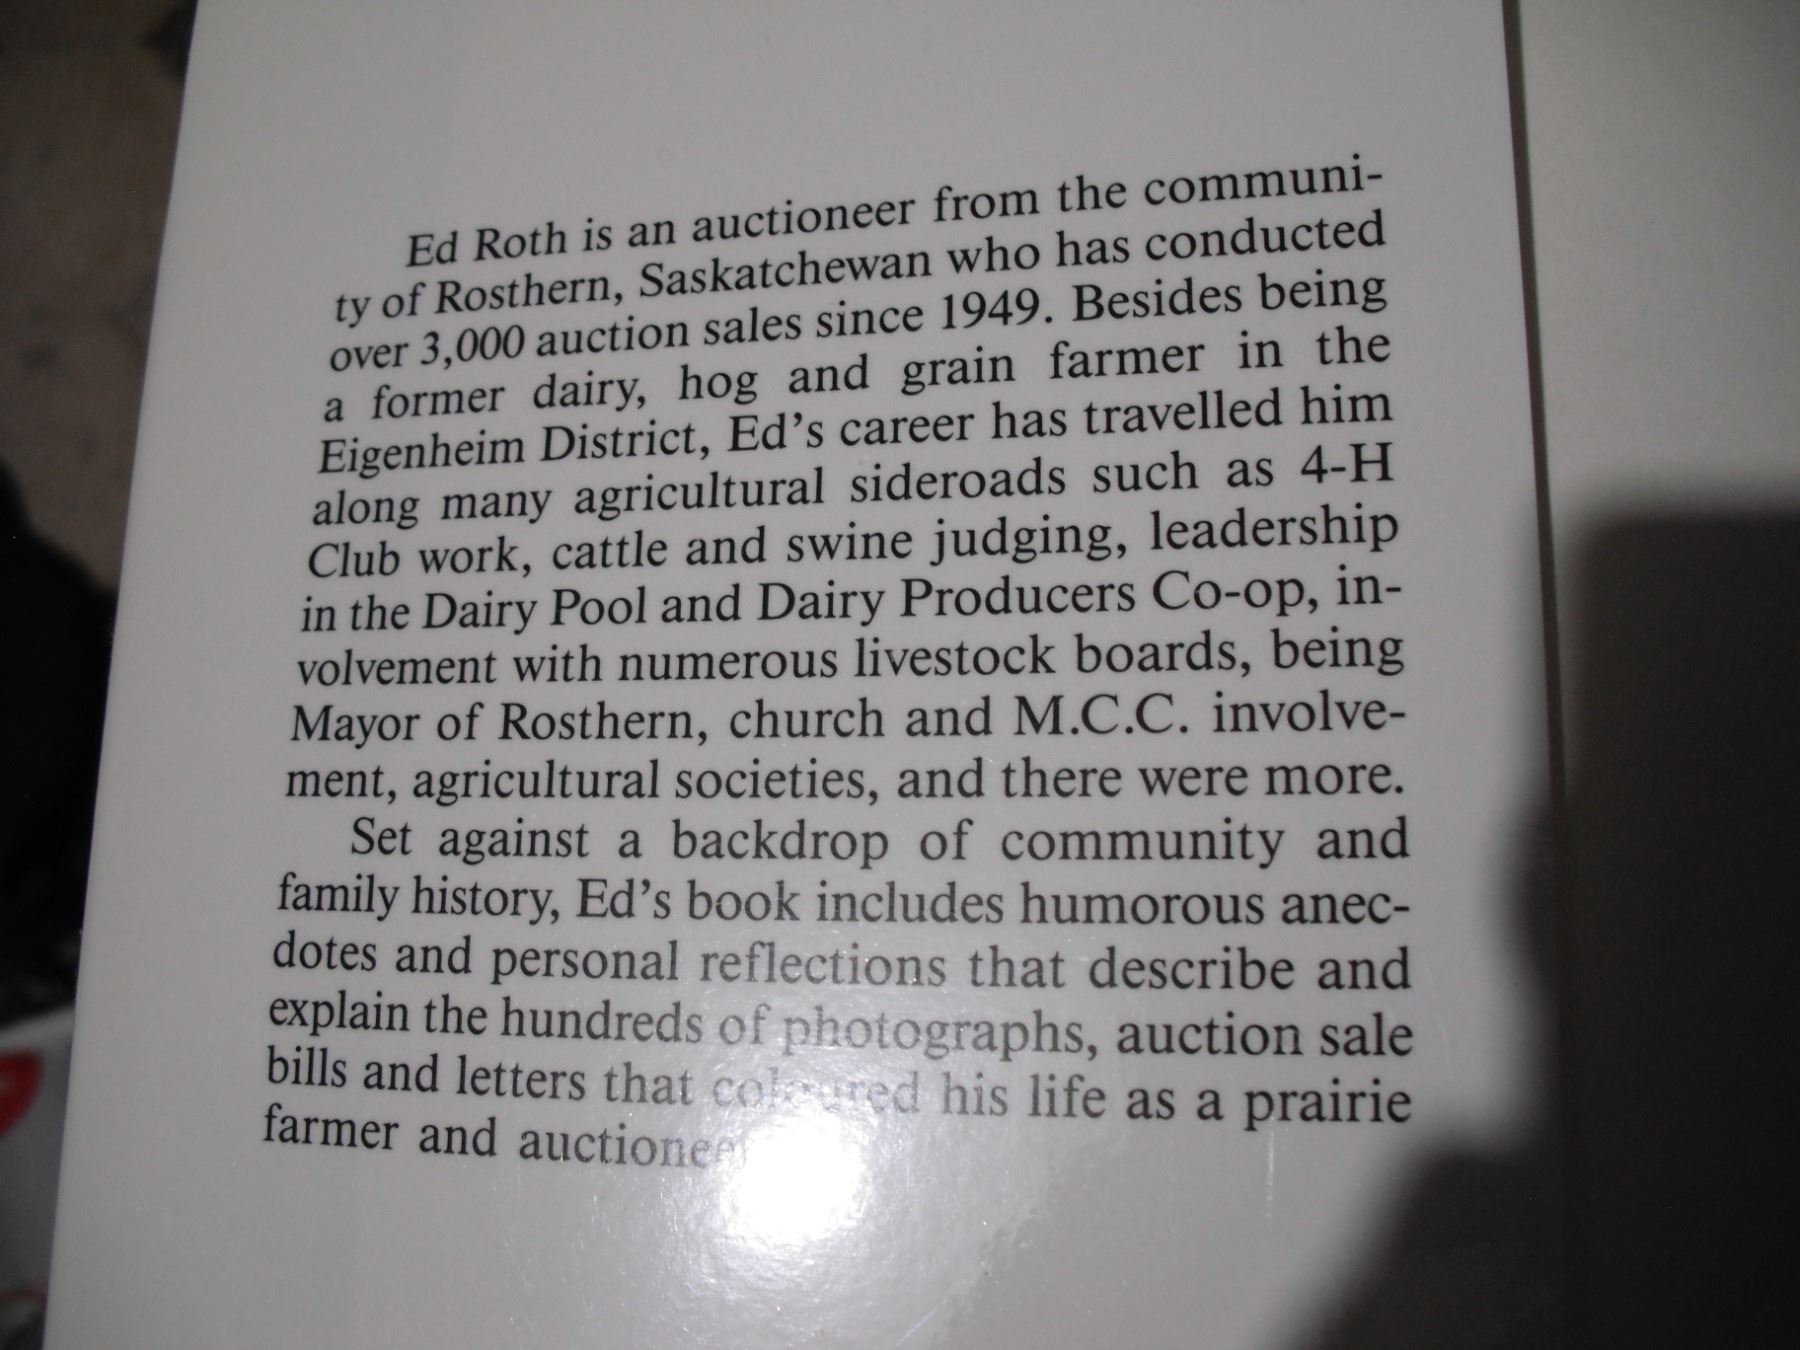 Ed Roth is an auctioneer from the communi-
ty of Rosthern, Saskatchewan who has conducted
over 3,000 auction sales since 1949. Besides being
a former dairy, hog and grain farmer in the
Eigenheim District, Ed's career has travelled him
along many agricultural sideroads such as 4-H
Club work, cattle and swine judging, leadership
in the Dairy Pool and Dairy Producers Co-op, in-
volvement with numerous livestock boards, being
Mayor of Rosthern, church and M.C.C. involve-
ment, agricultural societies, and there were more.
Set against a backdrop of community and
family history, Ed's book includes humorous anec-
dotes and personal reflections that describe and
explain the hundreds of photographs, auction sale
bills and letters that coloured his life as a prairie
farmer and